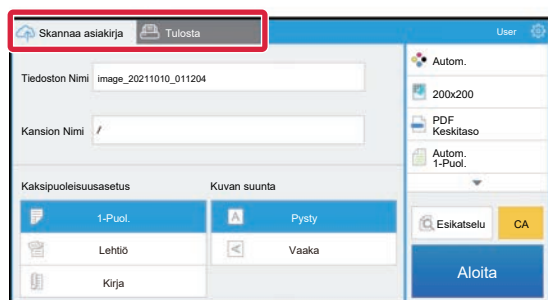 Skannaa asiakirja
Tulosta
User
Tiedoston Nimi
image_20211010_011204
Kansion Nimi
/
Kaksipuoleisuusasetus
Kuvan suunta
1-Puol.
Lehtiö
Kirja
A
Pysty
Vaaka
Autom.
200x200
PDF
Keskitaso
Autom.
1-Puol.
Esikatselu
CA
Aloita